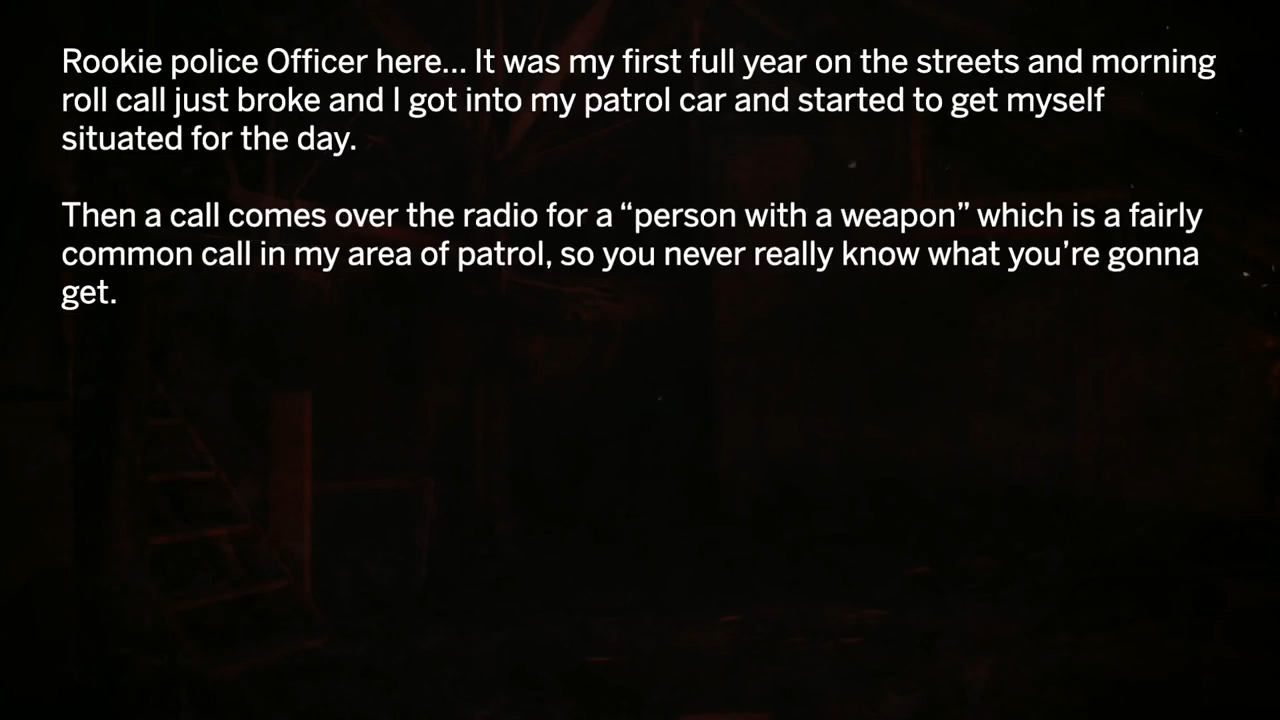 Rookie police Officer here... It was my first full year on the streets and morning
roll call just broke and I got into my patrol car and started to get myself
situated for the day.
Then a call comes over the radio for a “person with a weapon” which is a fairly
common call in my area of patrol, so you never really know what you’re gonna
get.